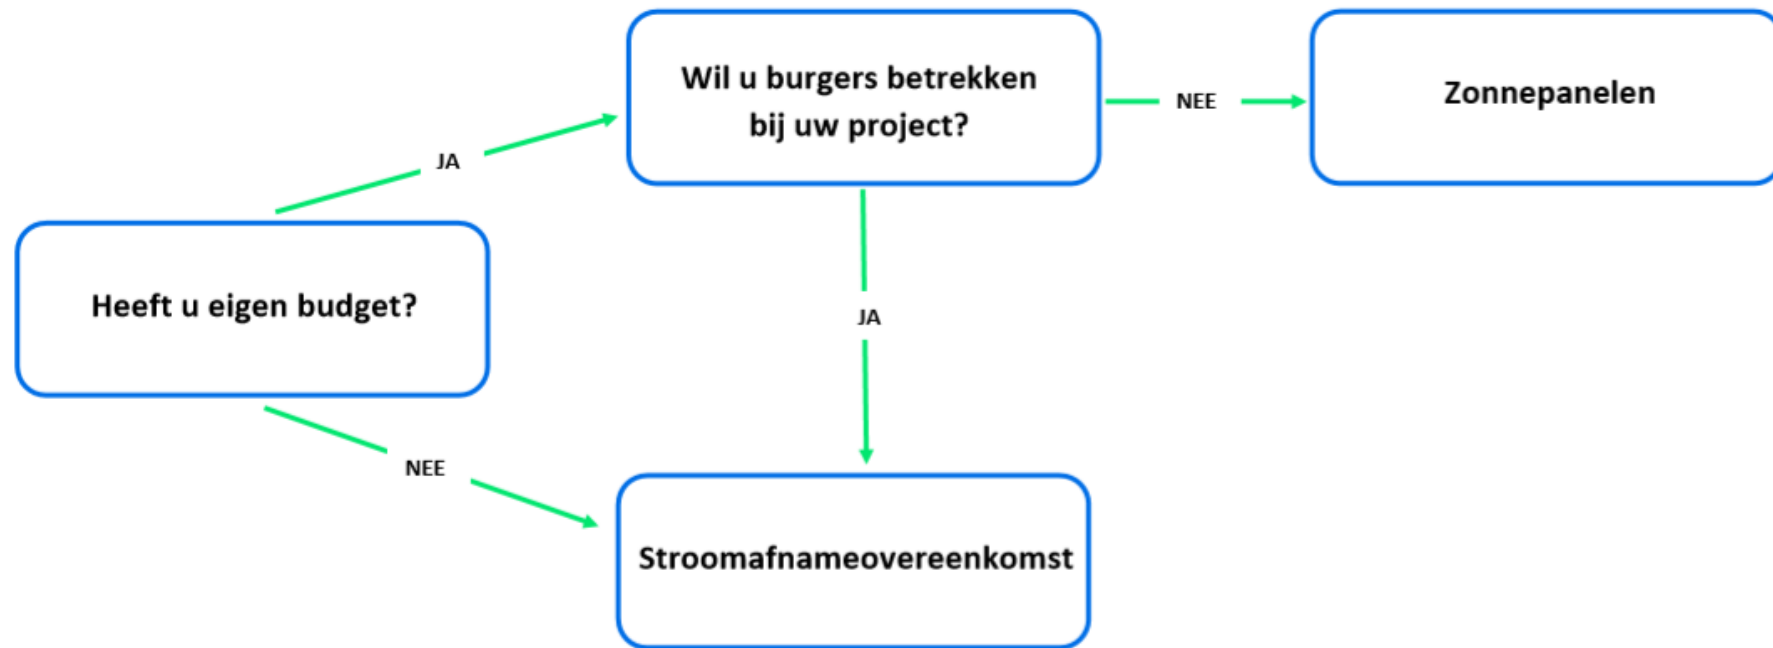 Wil u burgers betrekken
bij uw project?
NEE
Zonnepanelen
JA
Heeft u eigen budget?
JA
NEE
Stroomafnameovereenkomst